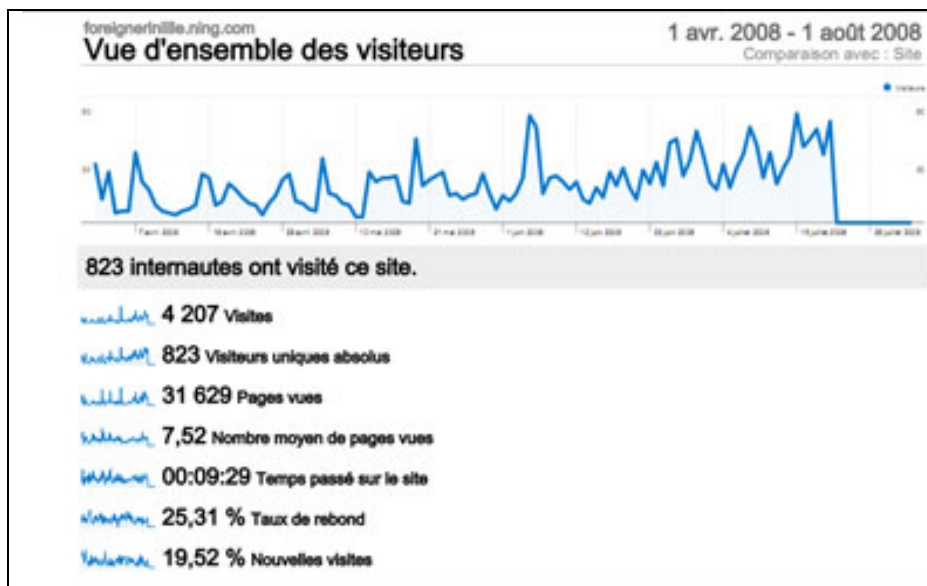 foreignerinlille.ning.com
Vue d'ensemble des visiteurs
1 avr. 2008 - 1 août 2008
Comparaison avec : Site
Visiteurs
823 internautes ont visité ce site.
4 207 Visites
823 Visiteurs uniques absolus
31 629 Pages vues
7,52 Nombre moyen de pages vues
00:09:29 Temps passé sur le site
25,31 % Taux de rebond
19,52 % Nouvelles visites